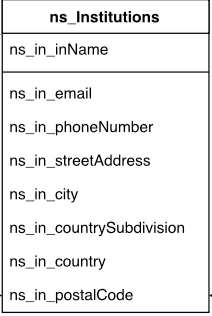 ns_Institutions
ns_in_inName
ns_in_email
ns_in_phoneNumber
ns_in_streetAddress
ns_in_city
ns_in_countrySubdivision
ns_in_country
ns_in_postalCode